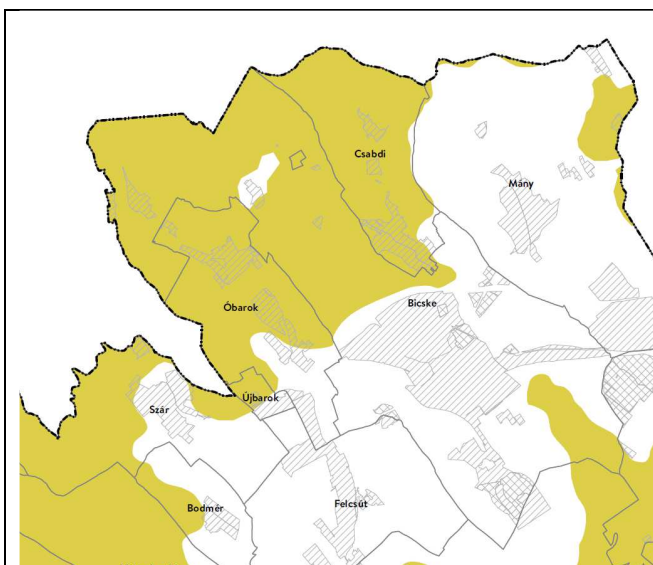 Csabdi
Mány
Óbarok
Bicske
Újbarok
Szár
Bodmér
Felcsút